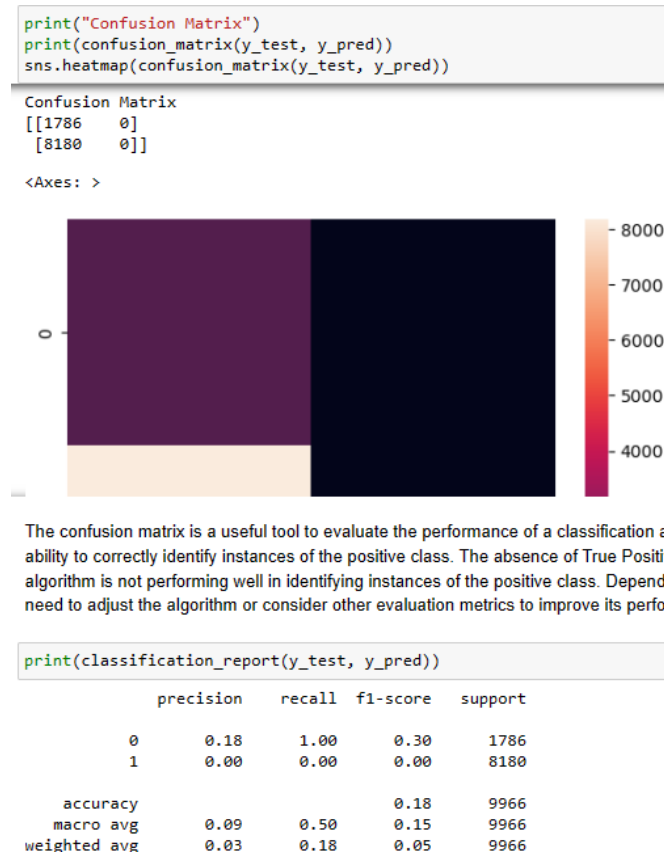 print("Confusion Matrix")
print(confusion_matrix(y_test, y_pred))
sns.heatmap(confusion_matrix(y_test, y_pred))
Confusion Matrix
[[1786    0]
 [8180    0]]
<Axes: >
8000
7000
6000
0
5000
4000
The confusion matrix is a useful tool to evaluate the performance of a classification a
ability to correctly identify instances of the positive class. The absence of True Positi
algorithm is not performing well in identifying instances of the positive class. Depend
need to adjust the algorithm or consider other evaluation metrics to improve its perfo
print(classification_report(y_test, y_pred))
precision    recall  f1-score   support
0       0.18      1.00      0.30      1786
1       0.00      0.00      0.00      8180
accuracy                           0.18      9966
macro avg       0.09      0.50      0.15      9966
weighted avg       0.03      0.18      0.05      9966